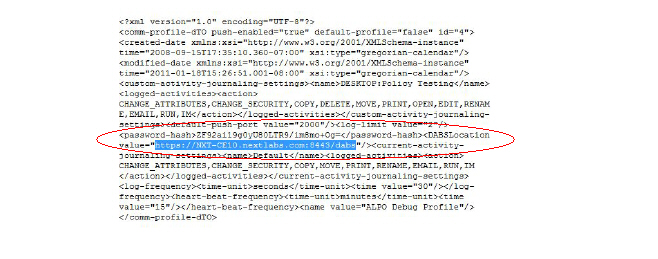 <?xml version="1.0" encoding="UTF-8"?>
<comm-profile-dTO push-enabled="true" default-profile="false" id="4">
<created-date xmlns:xsi="http://www.w3.org/2001/XMLSchema-instance"
time="2008-09-15T17:35:10.360-07:00" xsi:type="gregorian-calendar"/>
<modified-date xmlns:xsi="http://www.w3.org/2001/XMLSchema-instance"
time="2011-01-18T15:26:51.001-08:00" xsi:type="gregorian-calendar"/>
<custom-activity-journaling-settings><name>DESKTOP:Policy Testing</name>
<logged-activities><action>
CHANGE_ATTRIBUTES,CHANGE_SECURITY,COPY,DELETE,MOVE,PRINT,OPEN,EDIT,RENAM
E,EMAIL,RUN,IM</action></logged-activities></custom-activity-journaling-
settings><default-push-port value="2000"/><log-limit value="2"/>
<password-hash>ZF92ai19g0yU80LTR9/im8mo+Og=</password-hash><DABSLocation
value="https://NXT-CE10.nextlabs.com:8443/dabs"/><current-activity-
journaling-settings><name>Default</name><logged-activities><action>
CHANGE_ATTRIBUTES,CHANGE_SECURITY,COPY,MOVE,PRINT,RENAME,EMAIL,RUN,IM
</action></logged-activities></current-activity-journaling-settings>
<log-frequency><time-unit>seconds</time-unit><time value="30"/></log-
frequency><heart-beat-frequency><time-unit>minutes</time-unit><time
value="15"/></heart-beat-frequency><name value="ALPO Debug Profile"/>
</comm-profile-dTO>